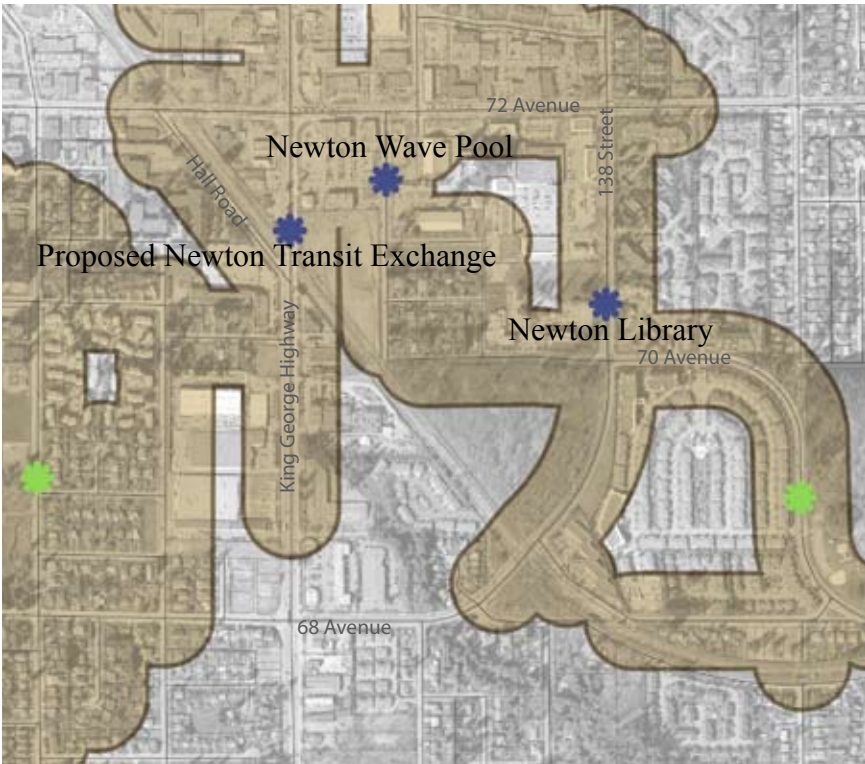 72 Avenue
138 Street
Newton Wave Pool
Hall Road
Proposed Newton Transit Exchange
King George Highway
Newton Library
70 Avenue
68 Avenue